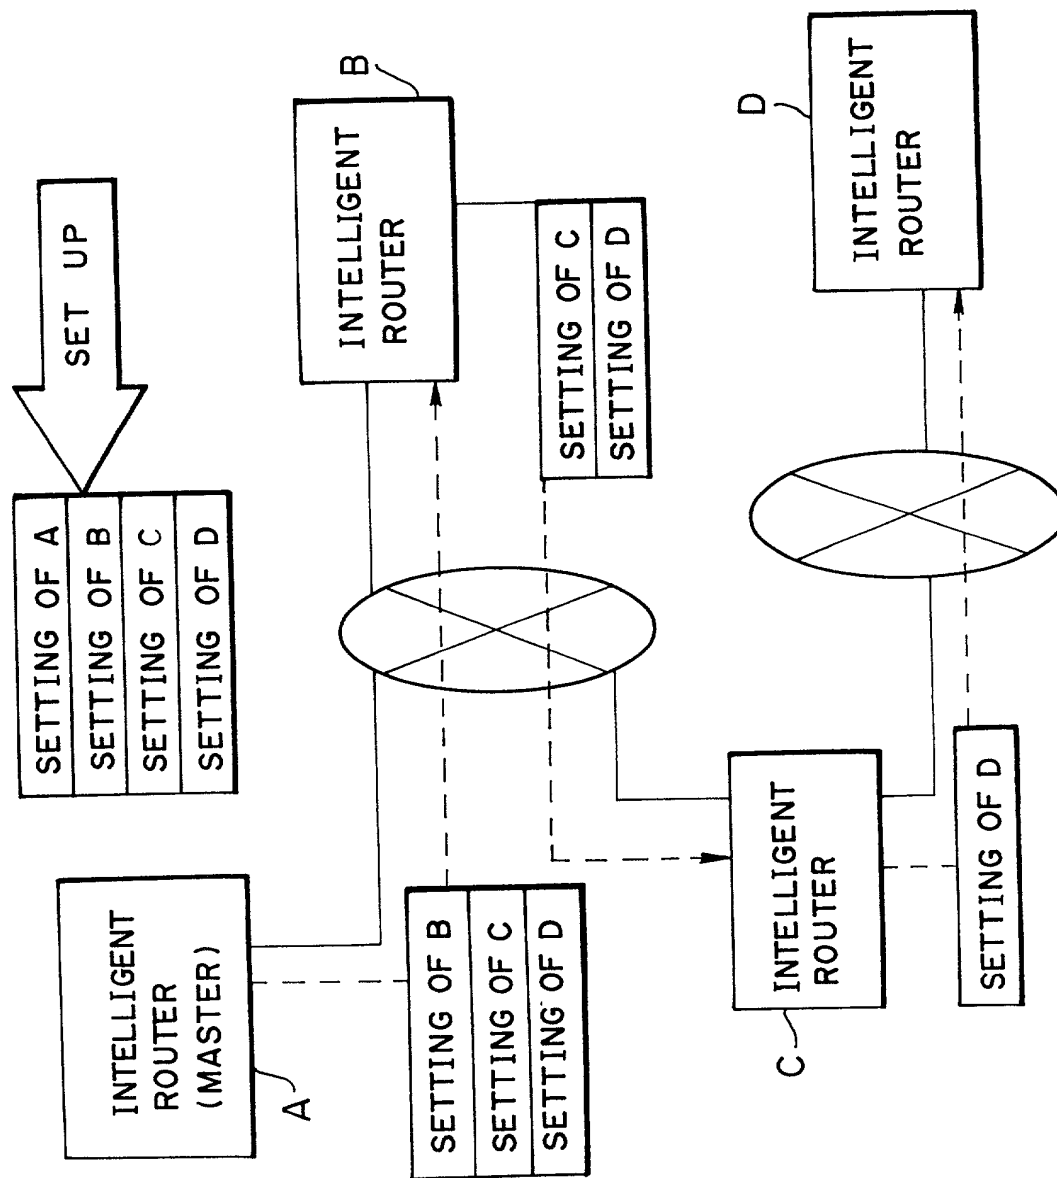 INTELLIGENT
ROUTER
(MASTER)
A
SETTING OF A
SETTING OF B
SETTING OF C
SETTING OF D
SET UP
SETTING OF B
SETTING OF C
SETTING OF D
INTELLIGENT
ROUTER
B
SETTING OF C
SETTING OF D
INTELLIGENT
ROUTER
C
SETTING OF D
INTELLIGENT
ROUTER
D